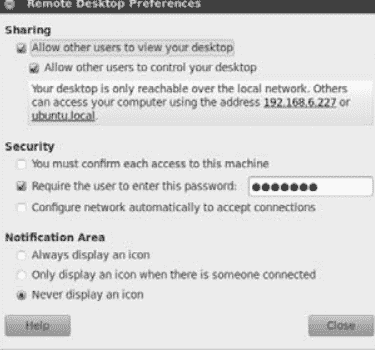 Remote Desktop Preferences
Sharing
Allow other users to view your desktop
Allow other users to control your desktop
Your desktop is only reachable over the local network. Others
can access your computer using the address 192.168.6.227 or
ubuntu.local.
Security
You must confirm each access to this machine
Require the user to enter this password: ●●●●●●●
Configure network automatically to accept connections
Notification Area
Always display an icon
Only display an icon when there is someone connected
Never display an icon
Help Close